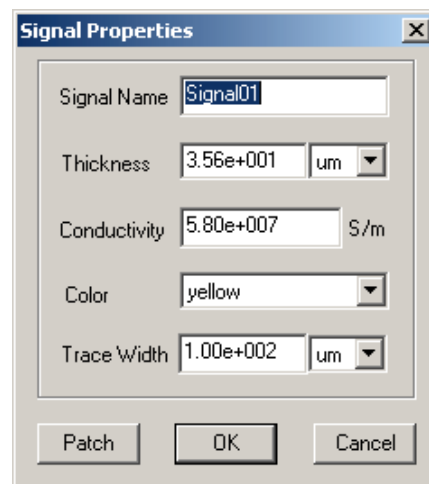 Signal Properties
Signal Name Signal01
Thickness 3.56e+001 um
Conductivity 5.80e+007 S/m
Color yellow
Trace Width 1.00e+002 um
Patch OK Cancel